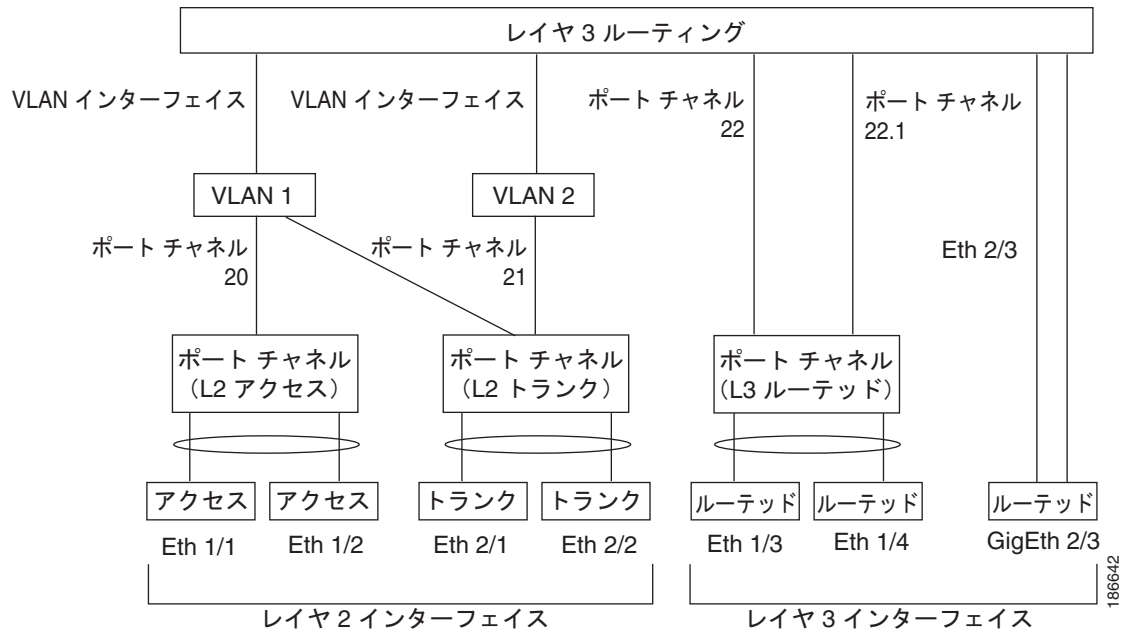 レイヤ 3 ルーティング
VLAN インターフェイス
VLAN インターフェイス
ポート チャネル
22
ポート チャネル
22.1
VLAN 1
VLAN 2
ポート チャネル
20
ポート チャネル
21
Eth 2/3
ポート チャネル
（L2 アクセス）
ポート チャネル
（L2 トランク）
ポート チャネル
（L3 ルーテッド）
アクセス
アクセス
トランク
トランク
ルーテッド
ルーテッド
ルーテッド
Eth 1/1
Eth 1/2
Eth 2/1
Eth 2/2
Eth 1/3
Eth 1/4
GigEth 2/3
レイヤ 2 インターフェイス
レイヤ 3 インターフェイス
186642